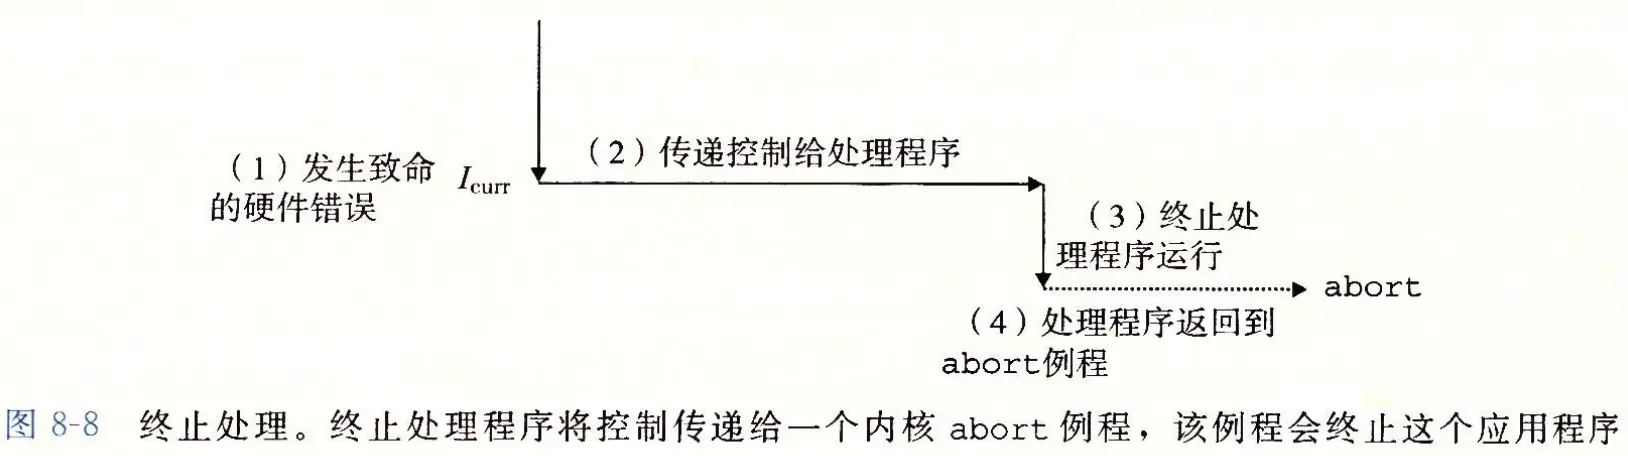 (1)发生致命
的硬件错误
Icurr
(2)传递控制给处理程序
(3)终止处
理程序运行
abort
(4)处理程序返回到
abort例程
图 8-8 终止处理。终止处理程序将控制传递给一个内核 abort 例程,该例程会终止这个应用程序